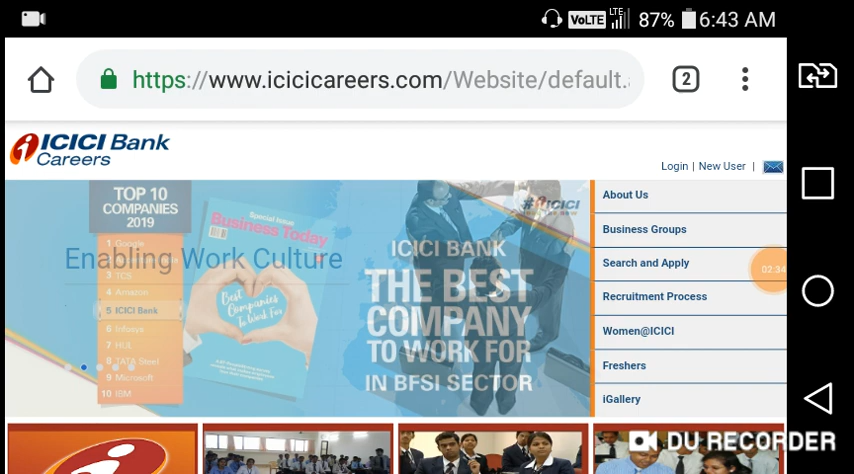 LTE
VoLTE 87% 6:43 AM
https://www.icicicareers.com/Website/default.
2
ICICI Bank
Careers
Login | New User |
TOP 10
COMPANIES
2019
1 Google
3 TCS
4 Amazon
5 ICICI Bank
6 Infosys
7 HCL
8 TATA Steel
9 Microsoft
10 IBM
Special Issue
Business Today
Best
Companies
To Work For
Enabling Work Culture
ICICI BANK
THE BEST
COMPANY
TO WORK FOR
IN BFSI SECTOR
About Us
Business Groups
Search and Apply
Recruitment Process
Women@ICICI
Freshers
iGallery
02:34
DU RECORDER